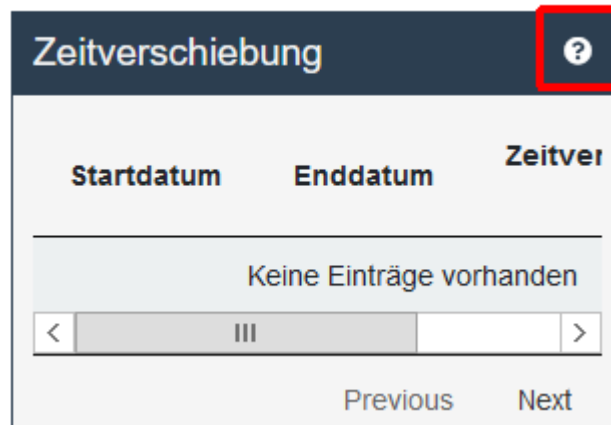 Zeitverschiebung ?
Startdatum Enddatum Zeitver
Keine Einträge vorhanden
Previous Next